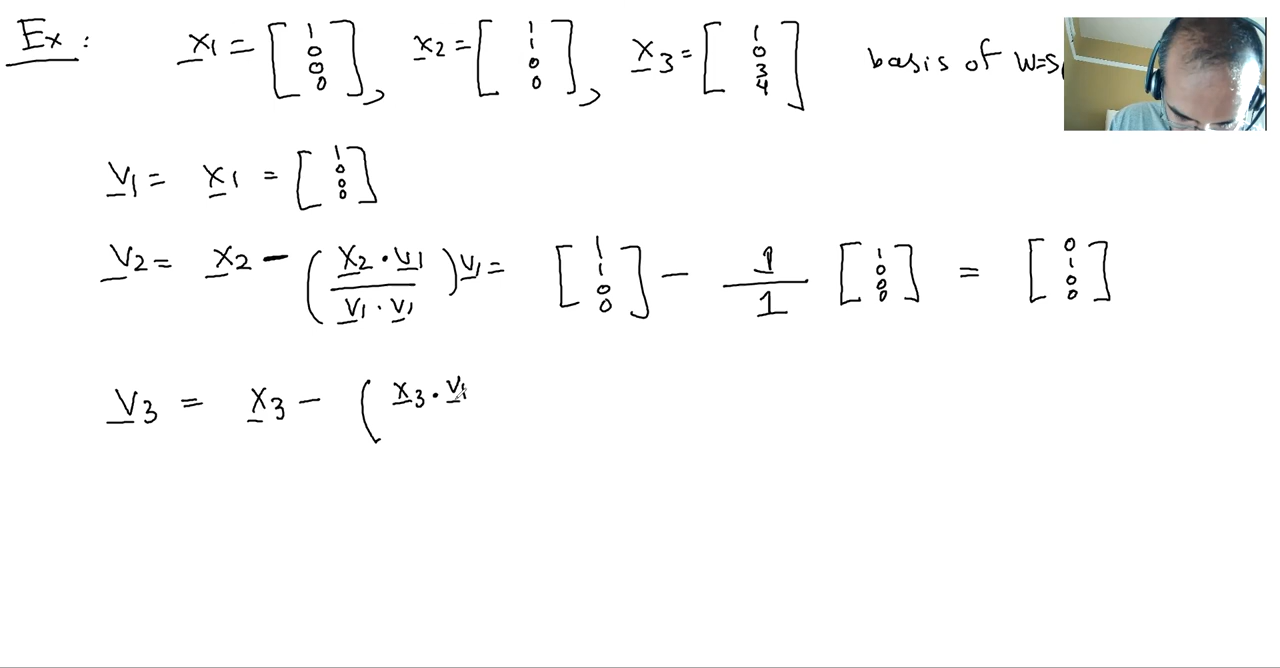 Ex: x1 = [1 0 0 0], x2 = [1 1 0 0], x3 = [1 0 3 4] basis of W=S
v1 = x1 = [1 0 0 0]
v2 = x2 - (x2 · v1 / v1 · v1) v1 = [1 1 0 0] - 1/1 [1 0 0 0] = [0 1 0 0]
v3 = x3 - (x3 · v1